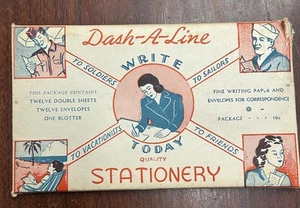 Dash-A-Line
WRITE
TO SOLDIERS
TO SAILORS
THIS PACKAGE CONTAINS
TWELVE DOUBLE SHEETS
TWELVE ENVELOPES
ONE BLOTTER
FINE WRITING PAPER AND
ENVELOPES FOR CORRESPONDENCE
PACKAGE · · · 10c
TO VACATIONISTS
TO FRIENDS
TODAY
QUALITY
STATIONERY